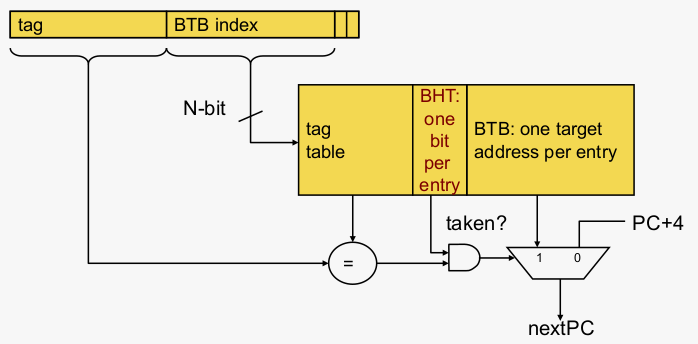 tag
BTB index
N-bit
tag
table
BHT:
one
bit
per
entry
BTB: one target
address per entry
taken?
PC+4
=
1
0
nextPC